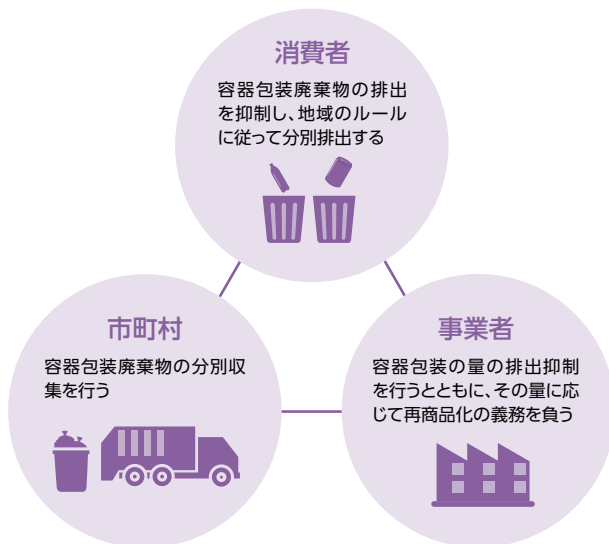 消費者
容器包装廃棄物の排出
を抑制し、地域のルール
に従って分別排出する
市町村
容器包装廃棄物の分別収
集を行う
事業者
容器包装の量の排出抑制
を行うとともに、その量に応
じて再商品化の義務を負う